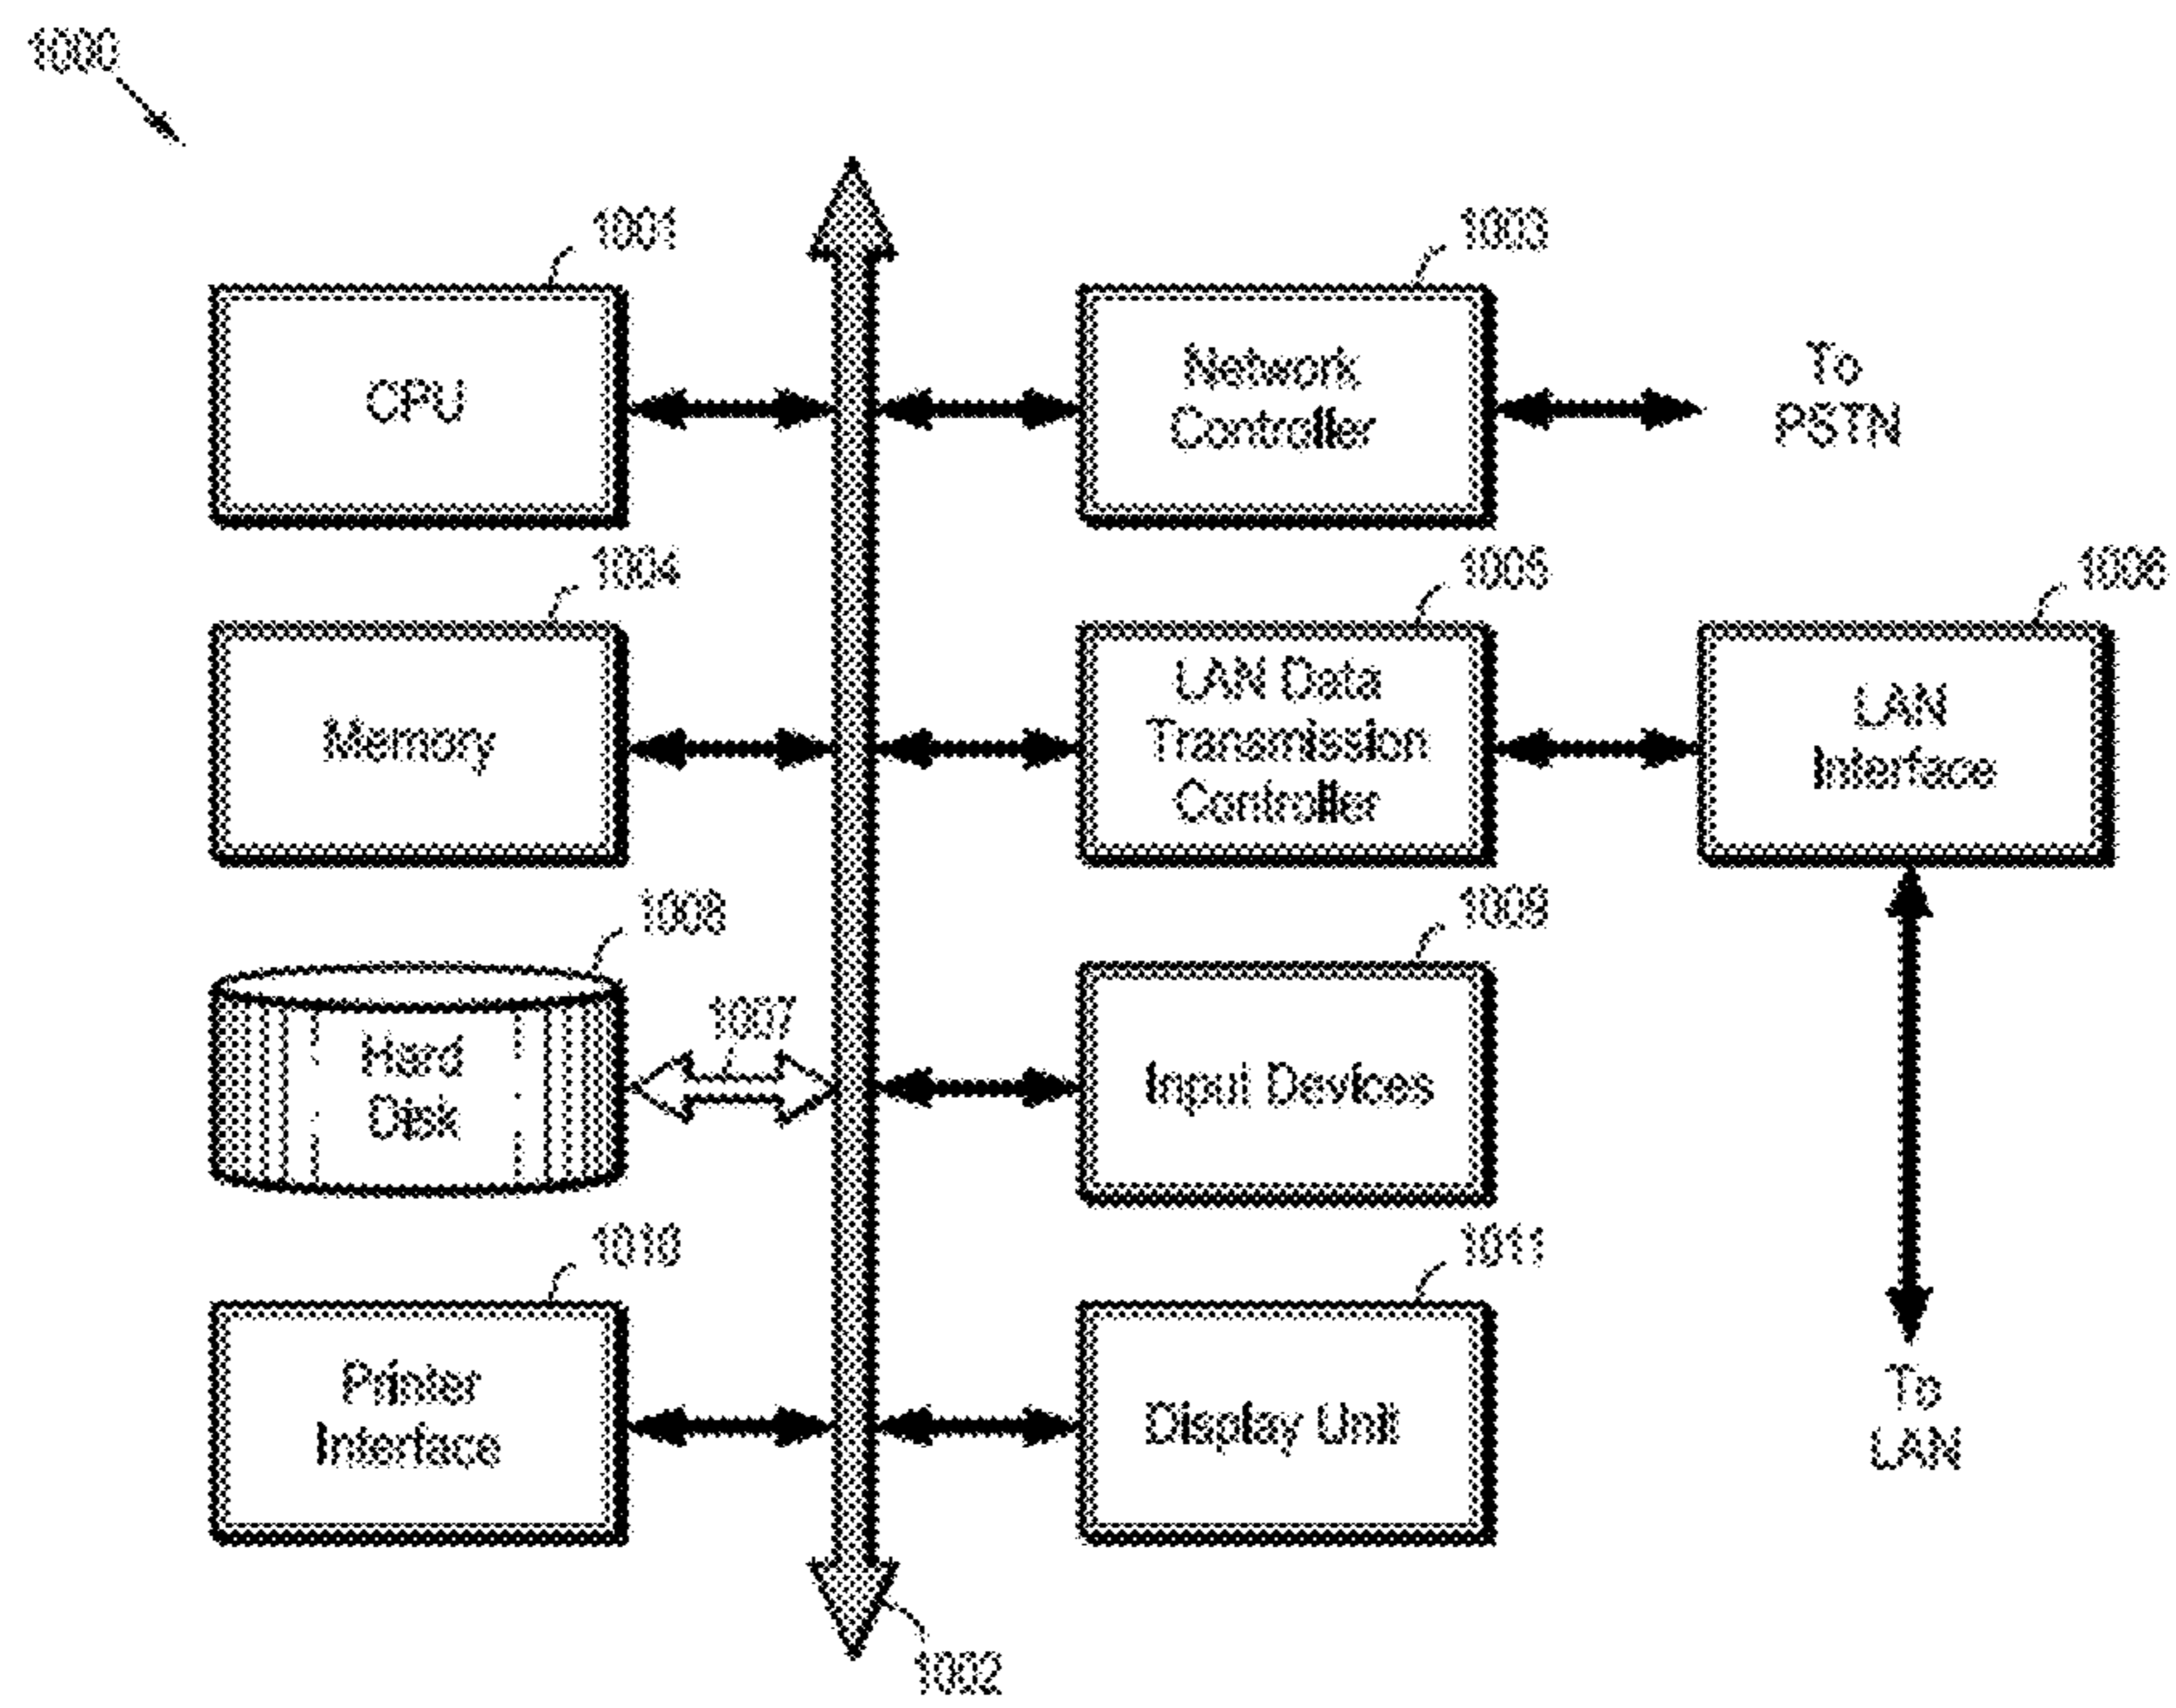 1000
1001
1003
CPU
Network
Controller
To
PSTN
1004
1005
1006
Memory
LAN Data
Transmission
Controller
LAN
Interface
1008
1009
1007
Hard
Disk
Input Devices
1010
1011
Printer
Interface
Display Unit
To
LAN
1002